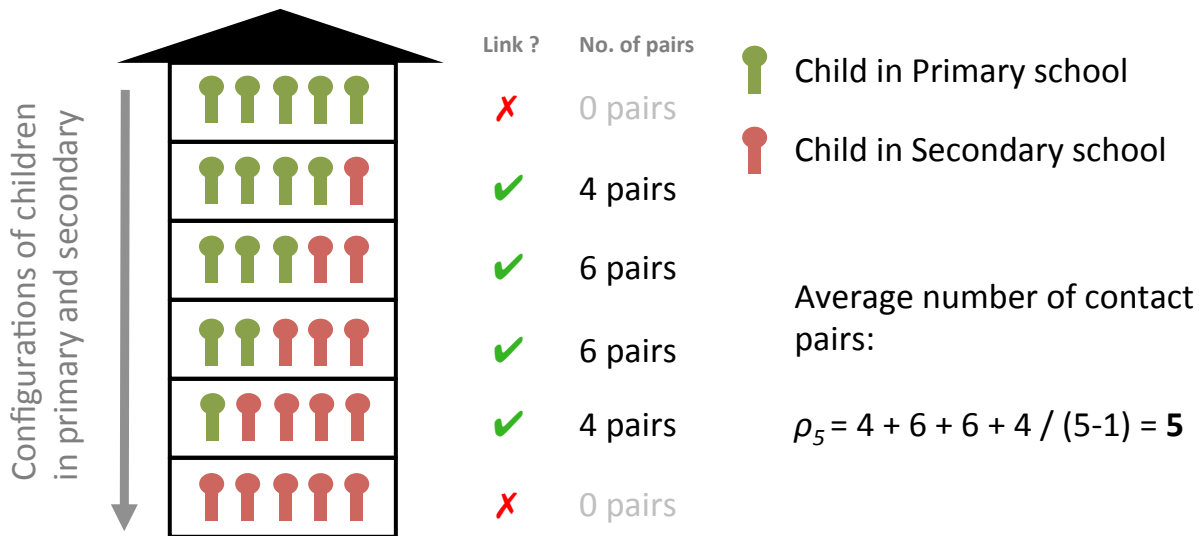 Configurations of children
in primary and secondary
Link ? No. of pairs
✗ 0 pairs
✔ 4 pairs
✔ 6 pairs
✔ 6 pairs
✔ 4 pairs
✗ 0 pairs
Child in Primary school
Child in Secondary school
Average number of contact
pairs:
ρ₅ = 4 + 6 + 6 + 4 / (5-1) = 5